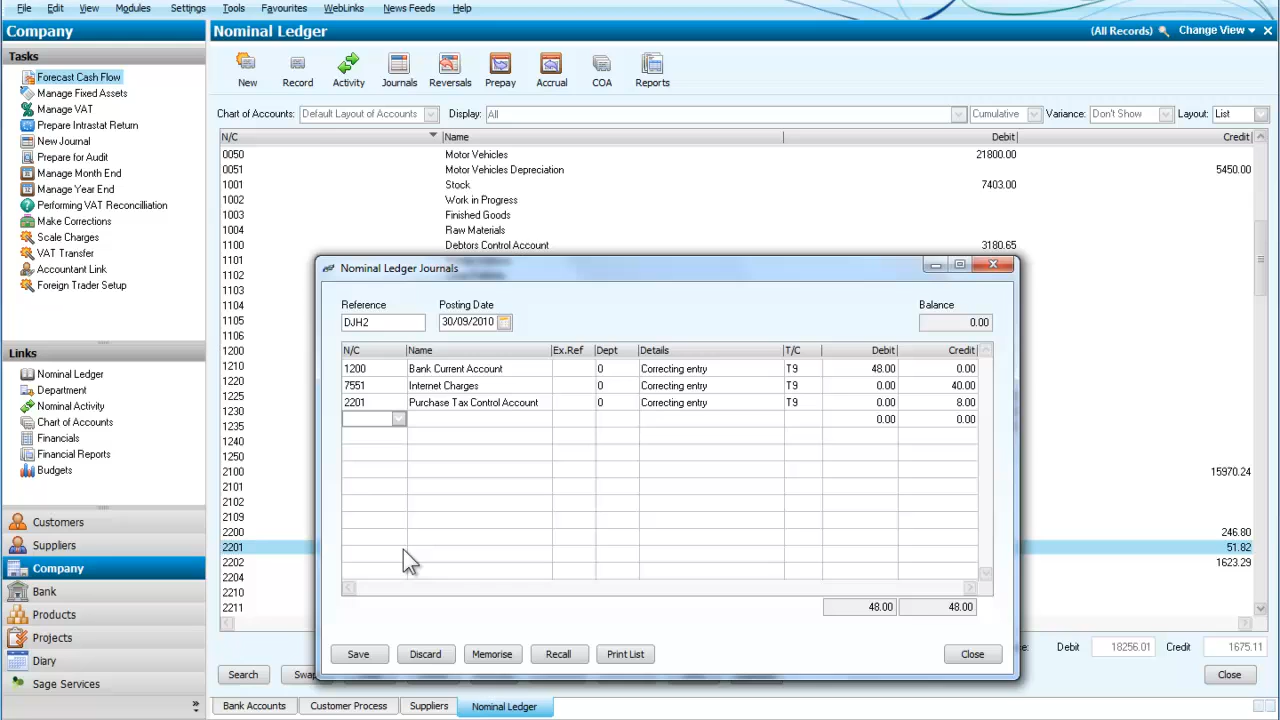 File Edit View Modules Settings Tools Favourites WebLinks News Feeds Help
Company
Nominal Ledger
(All Records) Change View
Tasks
Forecast Cash Flow
Manage Fixed Assets
Manage VAT
Prepare Intrastat Return
New Journal
Prepare for Audit
Manage Month End
Manage Year End
Performing VAT Reconcilliation
Make Corrections
Scale Charges
VAT Transfer
Accountant Link
Foreign Trader Setup
Links
Nominal Ledger
Department
Nominal Activity
Chart of Accounts
Financials
Financial Reports
Budgets
Customers
Suppliers
Company
Bank
Products
Projects
Diary
Sage Services
New Record Activity Journals Reversals Prepay Accrual COA Reports
Chart of Accounts: Default Layout of Accounts Display: All Cumulative Variance: Don't Show Layout: List
N/C Name Debit Credit
0050 Motor Vehicles 21800.00
0051 Motor Vehicles Depreciation 5450.00
1001 Stock 7403.00
1002 Work in Progress
1003 Finished Goods
1004 Raw Materials
1100 Debtors Control Account 3180.65
1101
1102
1103
1104
1105
1106
1200
1210
1220
1225
1230
1235
1240
1250
2100 15970.24
2101
2102
2109
2200 246.80
2201 51.82
2202 1623.29
2204
2210
2211
Nominal Ledger Journals
Reference Posting Date Balance
DJH2 30/09/2010 0.00
N/C Name Ex.Ref Dept Details T/C Debit Credit
1200 Bank Current Account 0 Correcting entry T9 48.00 0.00
7551 Internet Charges 0 Correcting entry T9 0.00 40.00
2201 Purchase Tax Control Account 0 Correcting entry T9 0.00 8.00
0.00 0.00
48.00 48.00
Save Discard Memorise Recall Print List Close
Debit 18256.01 Credit 1675.11
Search Swap Close
Bank Accounts Customer Process Suppliers Nominal Ledger